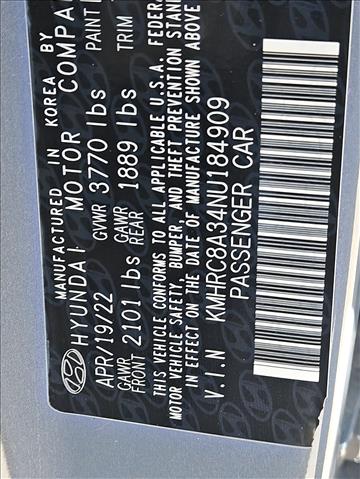 MANUFACTURED IN KOREA BY
HYUNDAI MOTOR COMPA
APR/19/22 GVWR 3770 lbs PAINT
GAWR FRONT 2101 lbs GAWR REAR 1889 lbs TRIM
THIS VEHICLE CONFORMS TO ALL APPLICABLE U.S.A. FEDER
MOTOR VEHICLE SAFETY, BUMPER, AND THEFT PREVENTION STAN
IN EFFECT ON THE DATE OF MANUFACTURE SHOWN ABOV
V.I.N KMHRC8A34NU184909
PASSENGER CAR